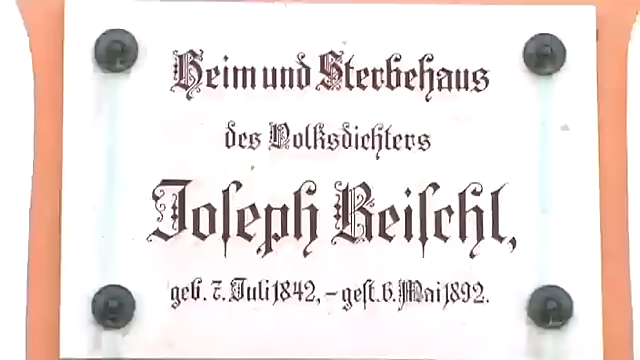 Heim und Sterbehaus
des Volksdichters
Joseph Reischl,
geb. 7. Juli 1842, – gest. 6. Mai 1892.